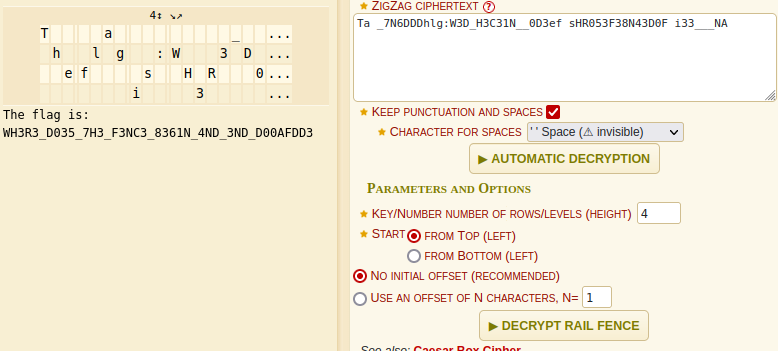 4↕ ↘↗
T a _ ...
h l g : W 3 D ...
e f s H R 0 ...
i 3 ...
The flag is:
WH3R3_D035_7H3_F3NC3_8361N_4ND_3ND_D00AFDD3
★ ZIGZAG CIPHERTEXT ?
Ta _7N6DDDhlg:W3D_H3C31N__0D3ef sHR053F38N43D0F i33___NA
★ KEEP PUNCTUATION AND SPACES
★ CHARACTER FOR SPACES ' ' Space (⚠ invisible)
▶ AUTOMATIC DECRYPTION
PARAMETERS AND OPTIONS
★ KEY/NUMBER NUMBER OF ROWS/LEVELS (HEIGHT) 4
★ START FROM TOP (LEFT)
FROM BOTTOM (LEFT)
NO INITIAL OFFSET (RECOMMENDED)
USE AN OFFSET OF N CHARACTERS, N= 1
▶ DECRYPT RAIL FENCE
See also: Caesar Box Cipher